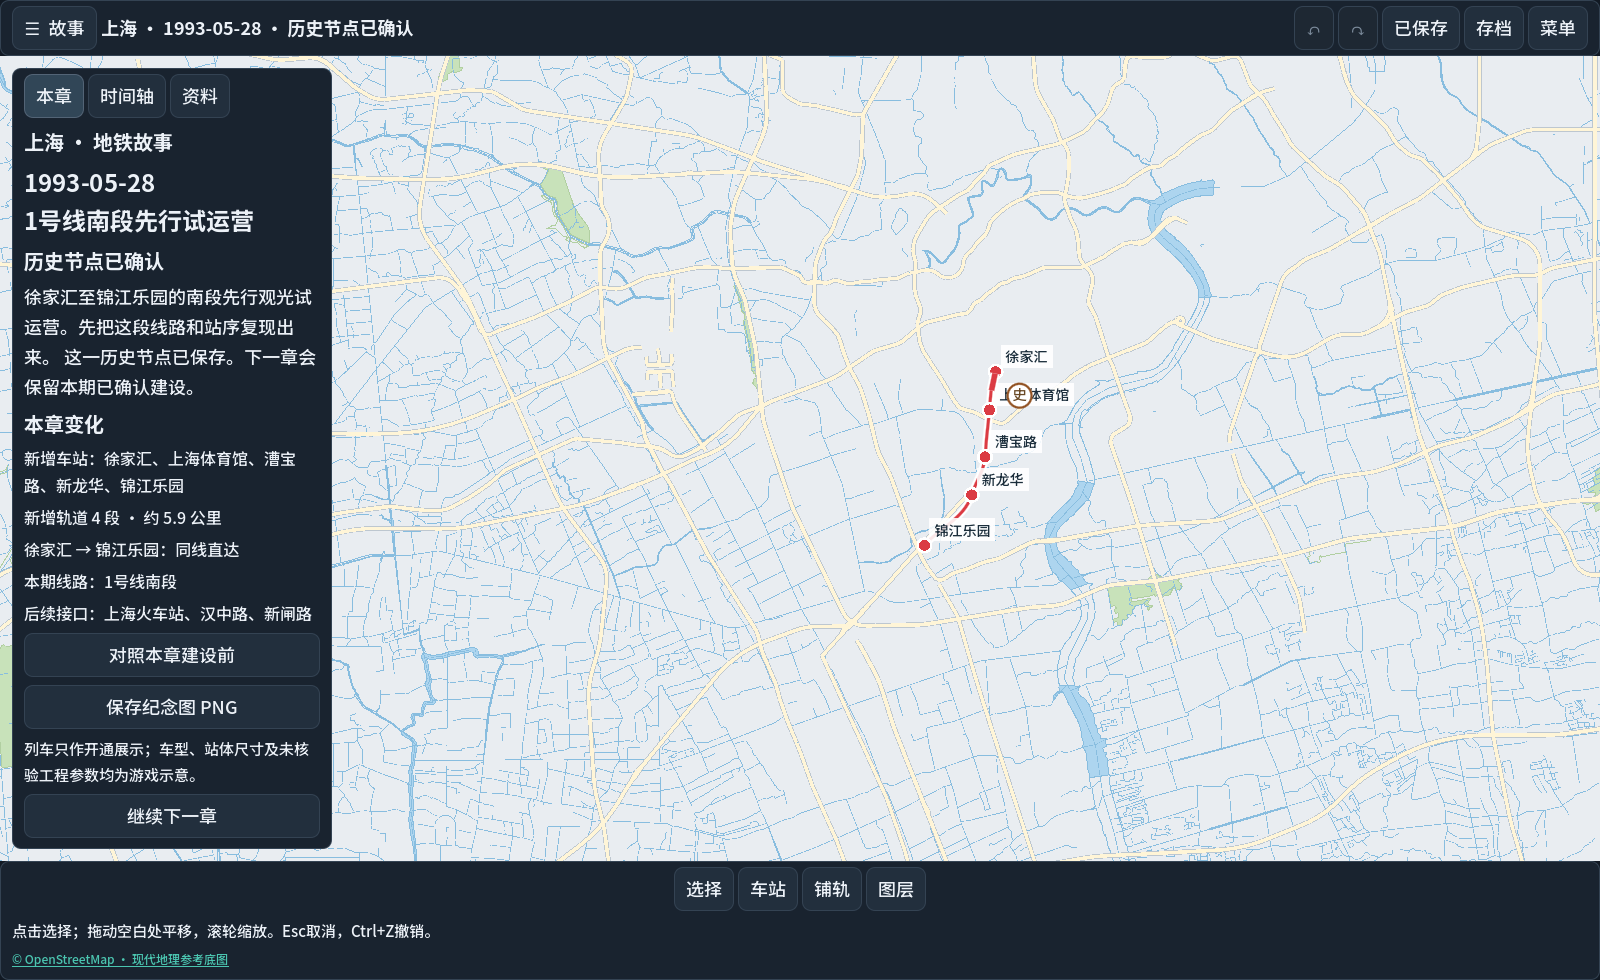 ☰ 故事
上海 · 1993-05-28 · 历史节点已确认
已保存
存档
菜单
本章
时间轴
资料
上海 · 地铁故事
1993-05-28
1号线南段先行试运营
历史节点已确认
徐家汇至锦江乐园的南段先行观光试
运营。先把这段线路和站序复现出
来。 这一历史节点已保存。下一章会
保留本期已确认建设。
本章变化
新增车站：徐家汇、上海体育馆、漕宝
路、新龙华、锦江乐园
新增轨道 4 段 · 约 5.9 公里
徐家汇 → 锦江乐园：同线直达
本期线路：1号线南段
后续接口：上海火车站、汉中路、新闸路
对照本章建设前
保存纪念图 PNG
列车只作开通展示；车型、站体尺寸及未核
验工程参数均为游戏示意。
继续下一章
徐家汇
上
史
体育馆
漕宝路
新龙华
锦江乐园
选择
车站
铺轨
图层
点击选择；拖动空白处平移，滚轮缩放。Esc取消，Ctrl+Z撤销。
© OpenStreetMap · 现代地理参考底图